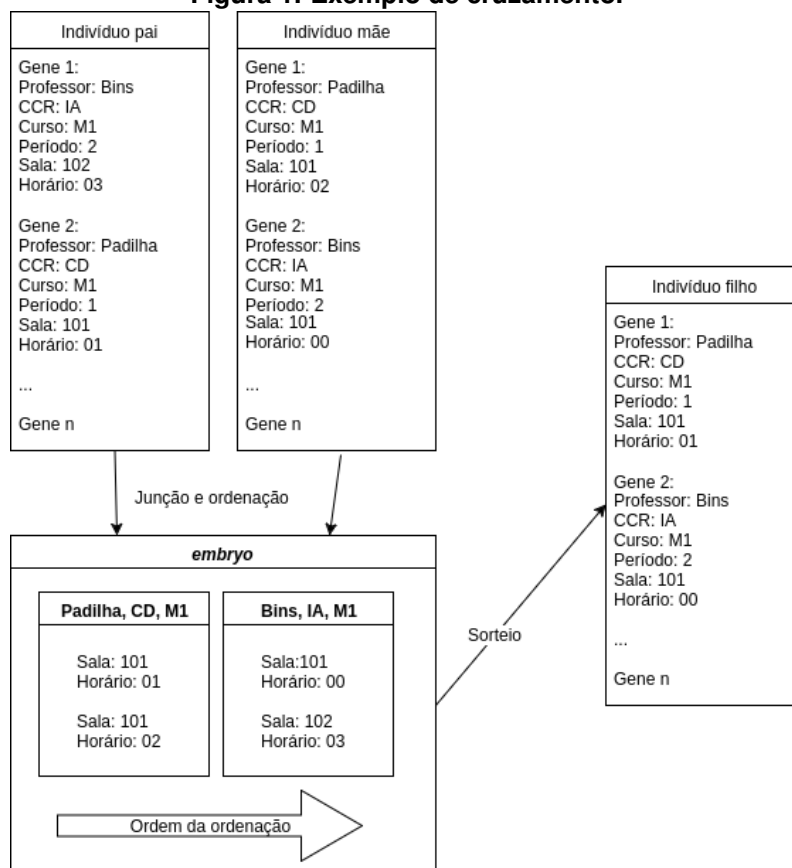 Figura 1. Exemplo de cruzamento.
Indivíduo pai
Gene 1:
Professor: Bins
CCR: IA
Curso: M1
Período: 2
Sala: 102
Horário: 03
Gene 2:
Professor: Padilha
CCR: CD
Curso: M1
Período: 1
Sala: 101
Horário: 01
...
Gene n
Indivíduo mãe
Gene 1:
Professor: Padilha
CCR: CD
Curso: M1
Período: 1
Sala: 101
Horário: 02
Gene 2:
Professor: Bins
CCR: IA
Curso: M1
Período: 2
Sala: 101
Horário: 00
...
Gene n
Junção e ordenação
embryo
Padilha, CD, M1
Sala: 101
Horário: 01
Sala: 101
Horário: 02
Bins, IA, M1
Sala:101
Horário: 00
Sala: 102
Horário: 03
Ordem da ordenação
Sorteio
Indivíduo filho
Gene 1:
Professor: Padilha
CCR: CD
Curso: M1
Período: 1
Sala: 101
Horário: 01
Gene 2:
Professor: Bins
CCR: IA
Curso: M1
Período: 2
Sala: 101
Horário: 00
...
Gene n